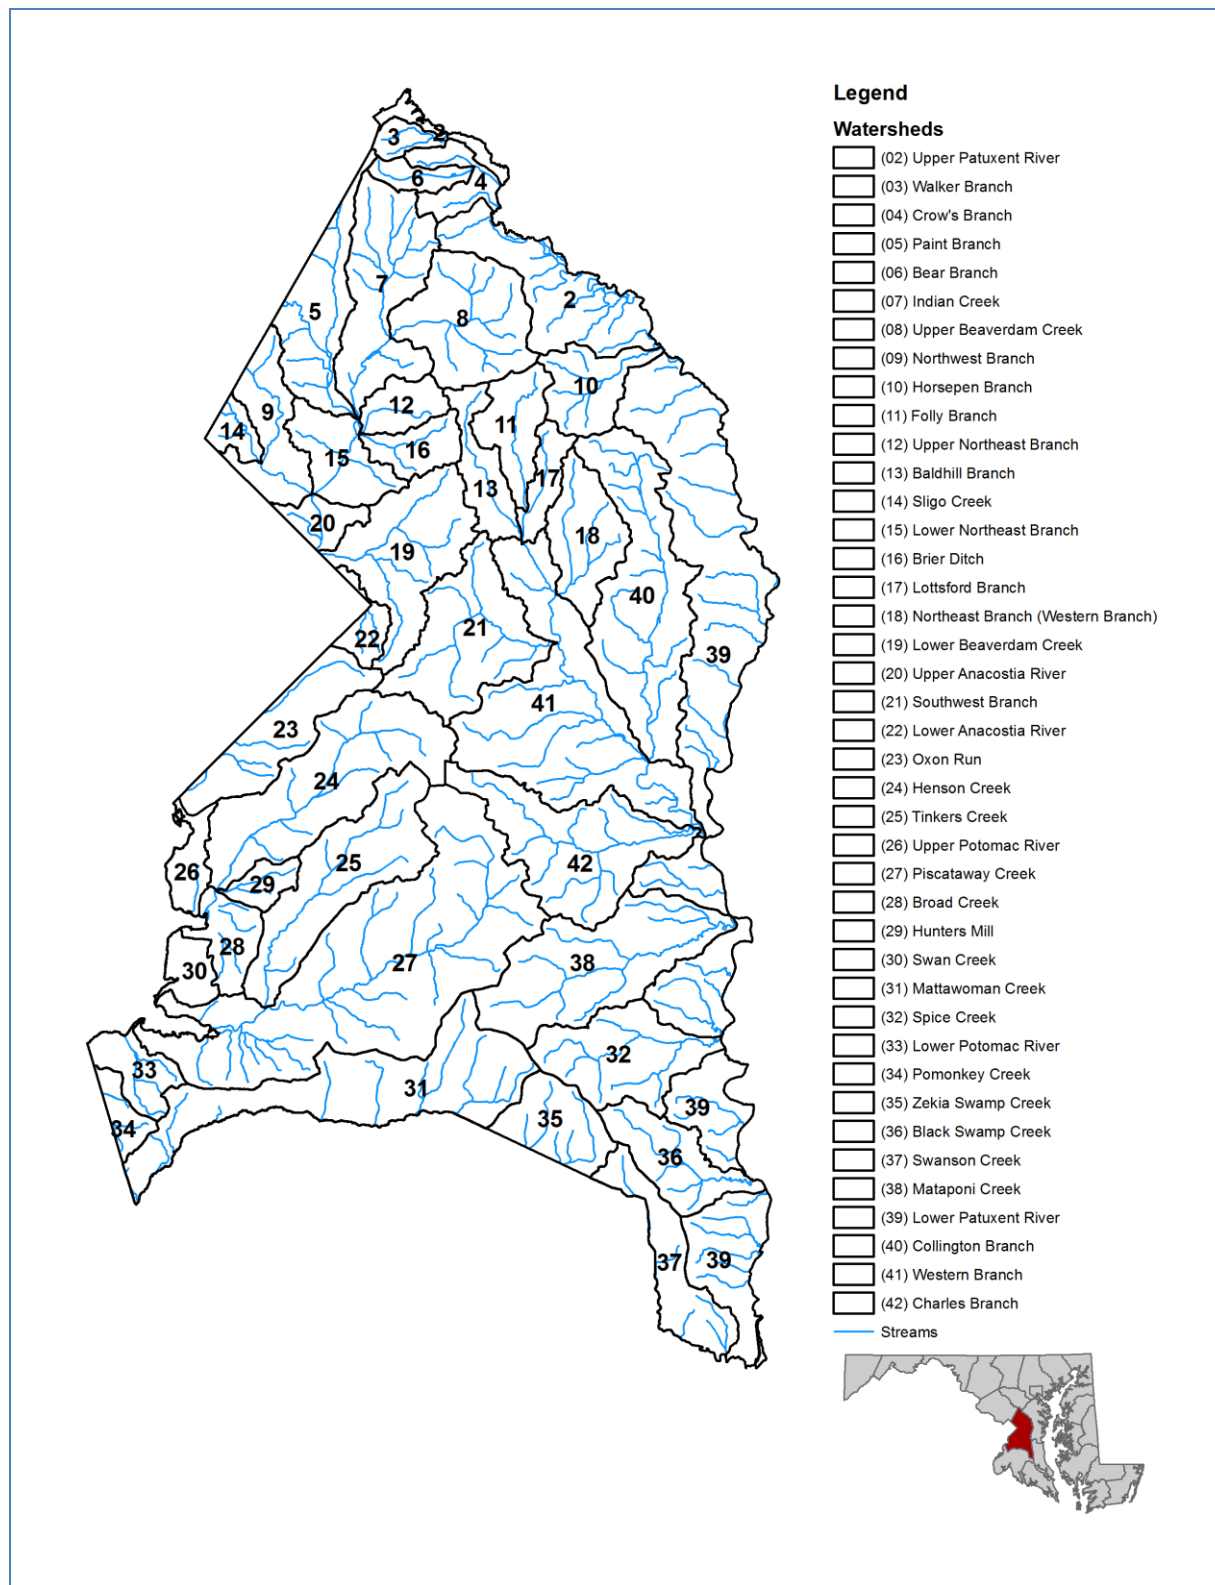 Legend
Watersheds
(02) Upper Patuxent River
(03) Walker Branch
(04) Crow's Branch
(05) Paint Branch
(06) Bear Branch
(07) Indian Creek
(08) Upper Beaverdam Creek
(09) Northwest Branch
(10) Horsepen Branch
(11) Folly Branch
(12) Upper Northeast Branch
(13) Baldhill Branch
(14) Sligo Creek
(15) Lower Northeast Branch
(16) Brier Ditch
(17) Lottsford Branch
(18) Northeast Branch (Western Branch)
(19) Lower Beaverdam Creek
(20) Upper Anacostia River
(21) Southwest Branch
(22) Lower Anacostia River
(23) Oxon Run
(24) Henson Creek
(25) Tinkers Creek
(26) Upper Potomac River
(27) Piscataway Creek
(28) Broad Creek
(29) Hunters Mill
(30) Swan Creek
(31) Mattawoman Creek
(32) Spice Creek
(33) Lower Potomac River
(34) Pomonkey Creek
(35) Zekia Swamp Creek
(36) Black Swamp Creek
(37) Swanson Creek
(38) Mataponi Creek
(39) Lower Patuxent River
(40) Collington Branch
(41) Western Branch
(42) Charles Branch
Streams
2
3
6
4
7
2
5
8
10
12
9
11
14
16
15
17
13
20
18
19
40
21
22
39
41
23
24
25
42
26
29
28
38
30
27
32
33
31
39
35
34
36
37
39